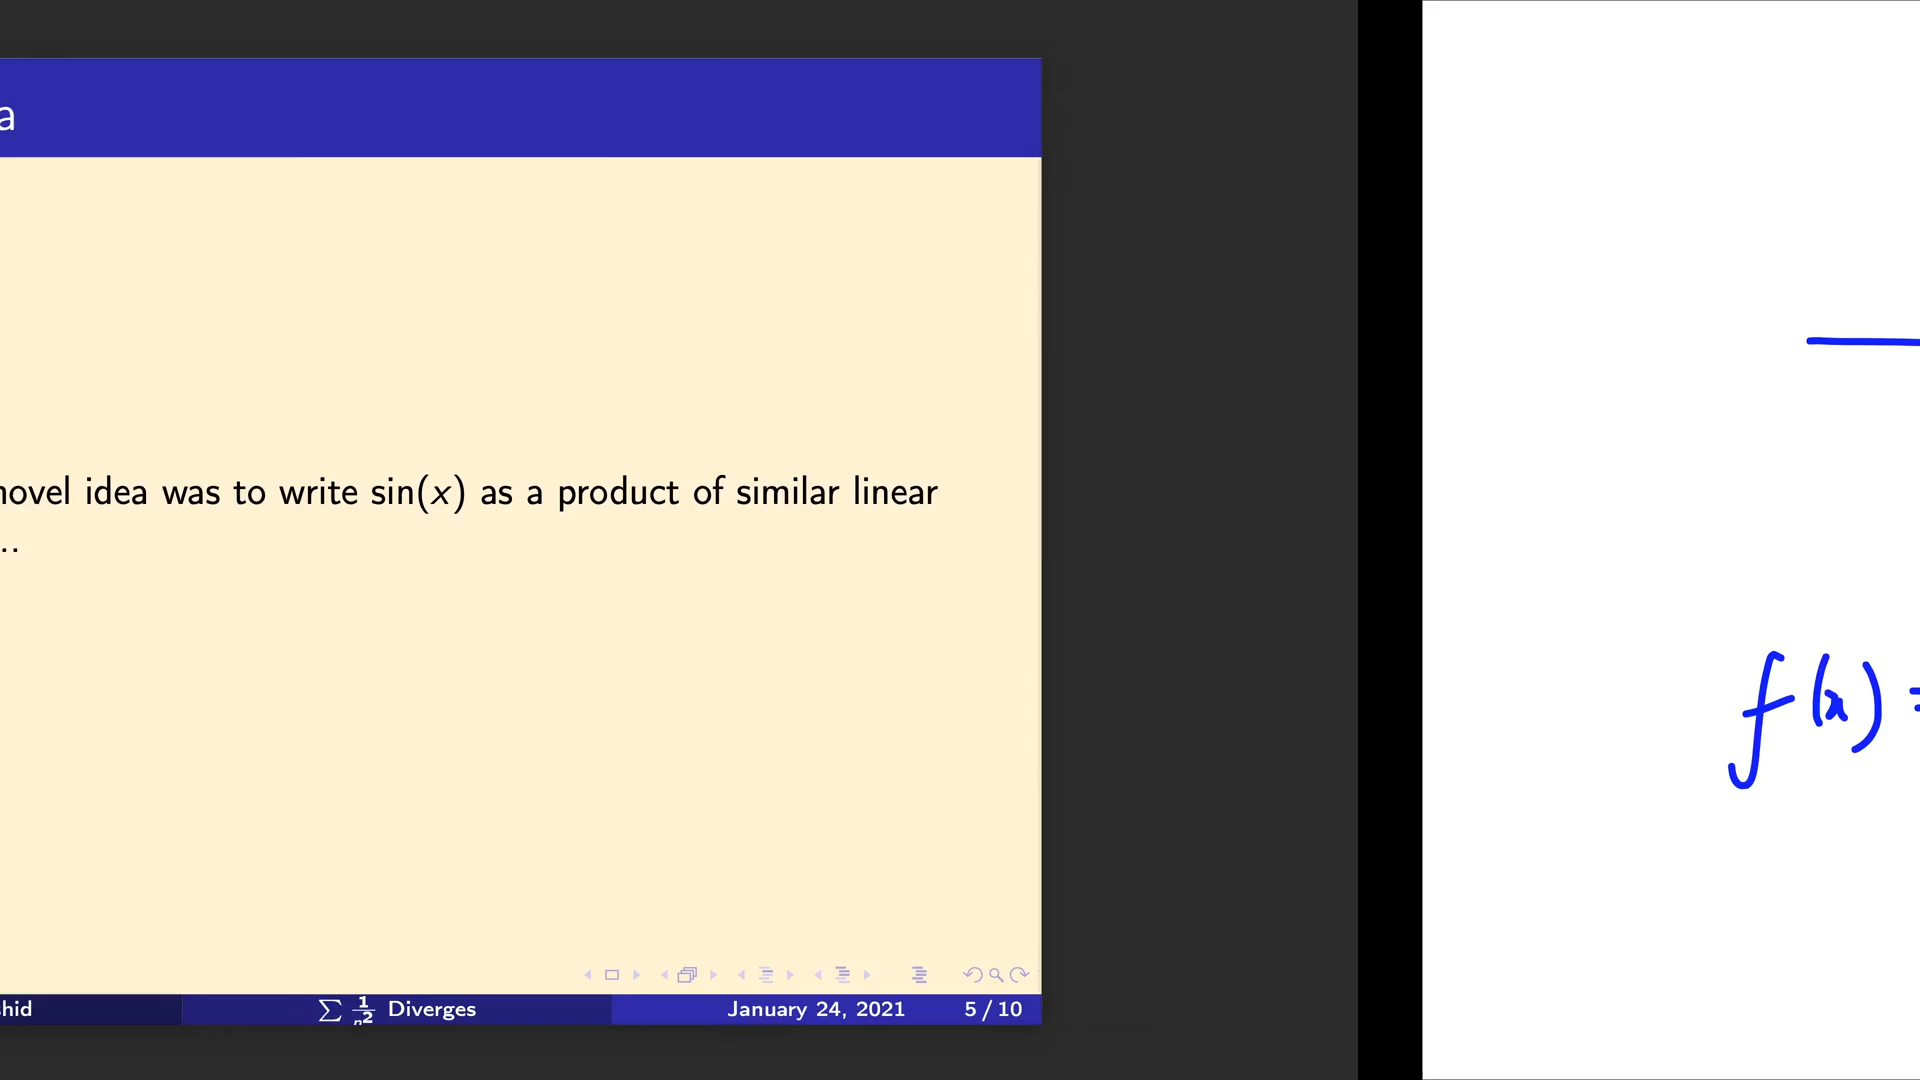 a
novel idea was to write sin(x) as a product of similar linear
..
hid
∑ 1/n² Diverges
January 24, 2021
5 / 10
f(x) =